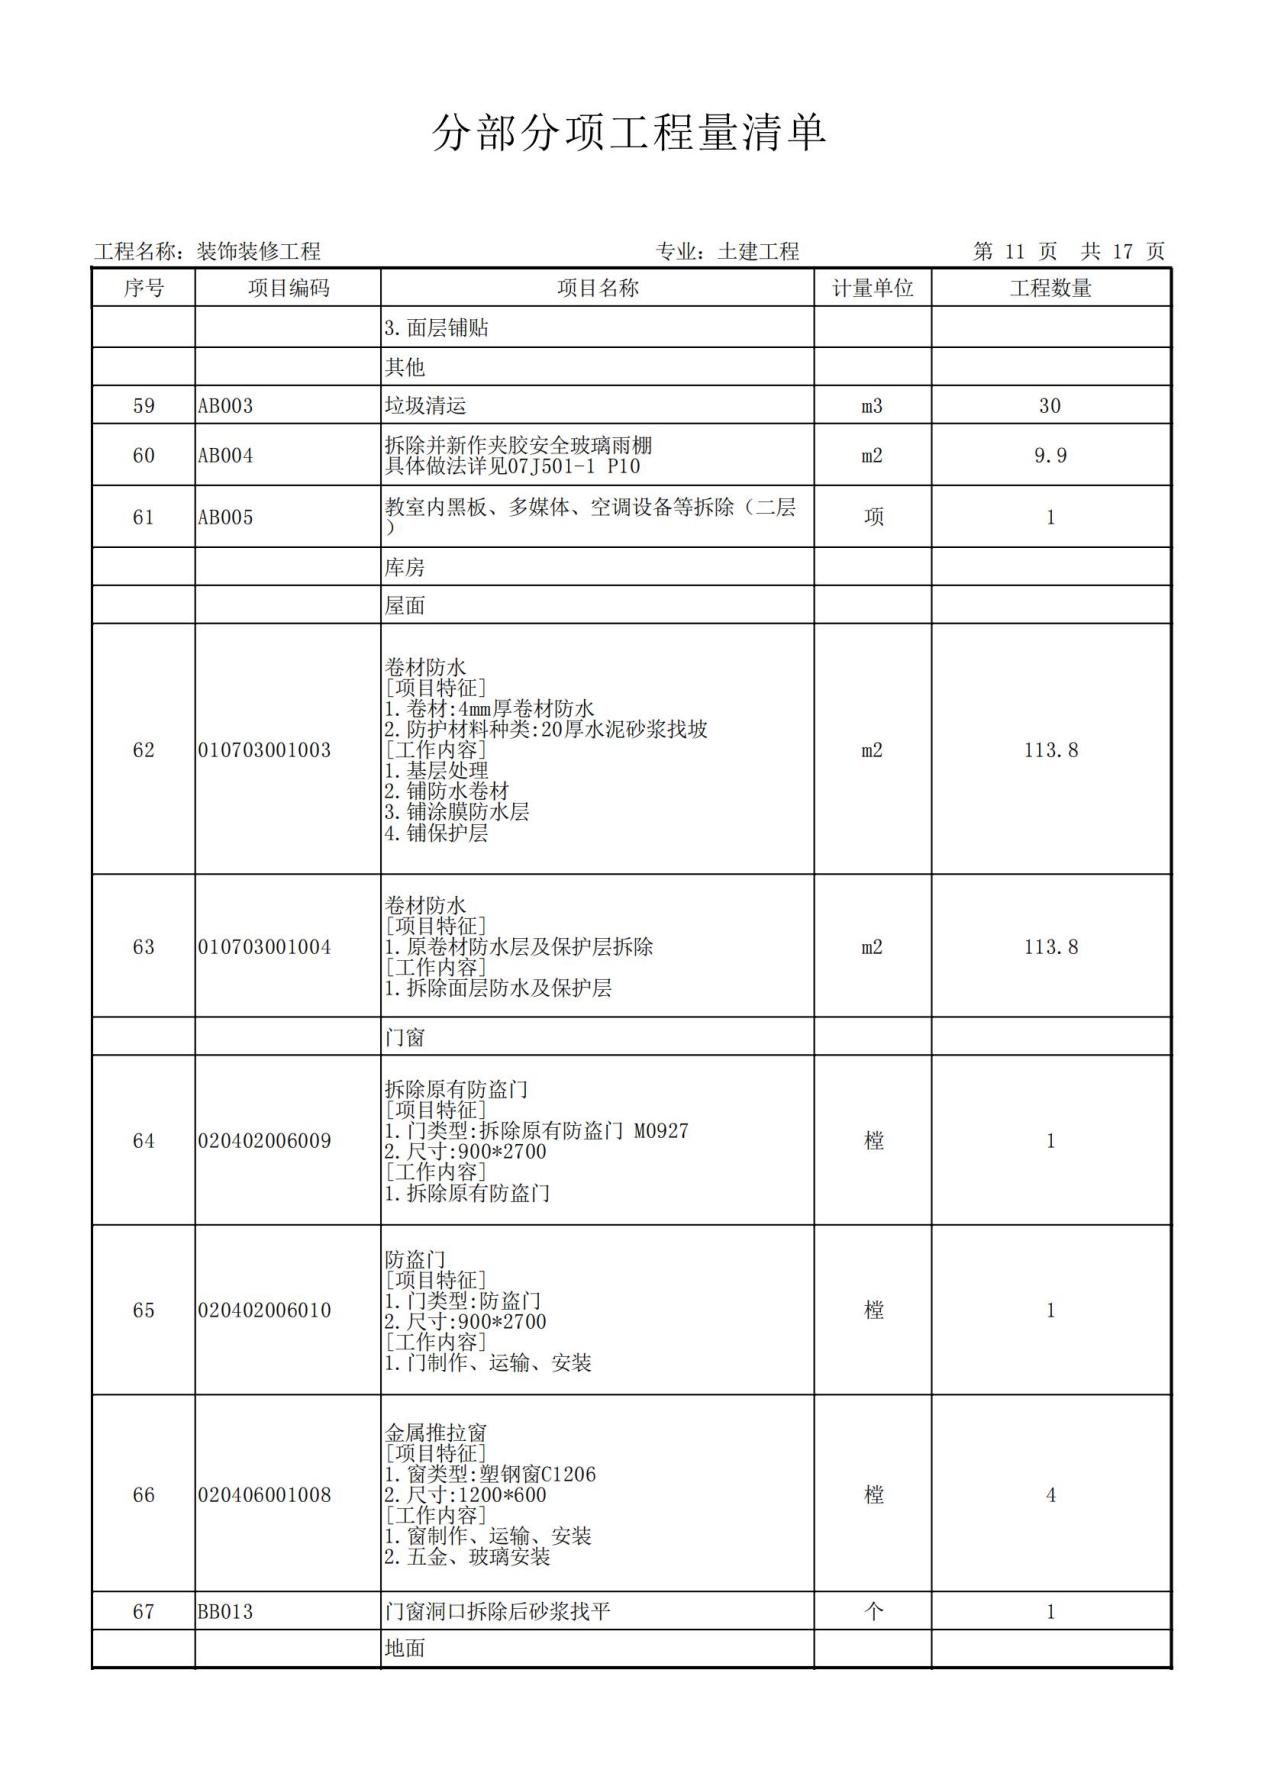 分部分项工程量清单
工程名称：装饰装修工程 专业：土建工程 第 11 页 共 17 页
序号 项目编码 项目名称 计量单位 工程数量
3.面层铺贴
其他
59 AB003 垃圾清运 m3 30
60 AB004 拆除并新作夹胶安全玻璃雨棚 m2 9.9
具体做法详见07J501-1 P10
61 AB005 教室内黑板、多媒体、空调设备等拆除（二层 项 1
）
库房
屋面
卷材防水
[项目特征]
1.卷材:4mm厚卷材防水
2.防护材料种类:20厚水泥砂浆找坡
62 010703001003 [工作内容] m2 113.8
1.基层处理
2.铺防水卷材
3.铺涂膜防水层
4.铺保护层
卷材防水
[项目特征]
63 010703001004 1.原卷材防水层及保护层拆除 m2 113.8
[工作内容]
1.拆除面层防水及保护层
门窗
拆除原有防盗门
[项目特征]
64 020402006009 1.门类型:拆除原有防盗门 M0927 樘 1
2.尺寸:900*2700
[工作内容]
1.拆除原有防盗门
防盗门
[项目特征]
65 020402006010 1.门类型:防盗门 樘 1
2.尺寸:900*2700
[工作内容]
1.门制作、运输、安装
金属推拉窗
[项目特征]
1.窗类型:塑钢窗C1206
66 020406001008 2.尺寸:1200*600 樘 4
[工作内容]
1.窗制作、运输、安装
2.五金、玻璃安装
67 BB013 门窗洞口拆除后砂浆找平 个 1
地面